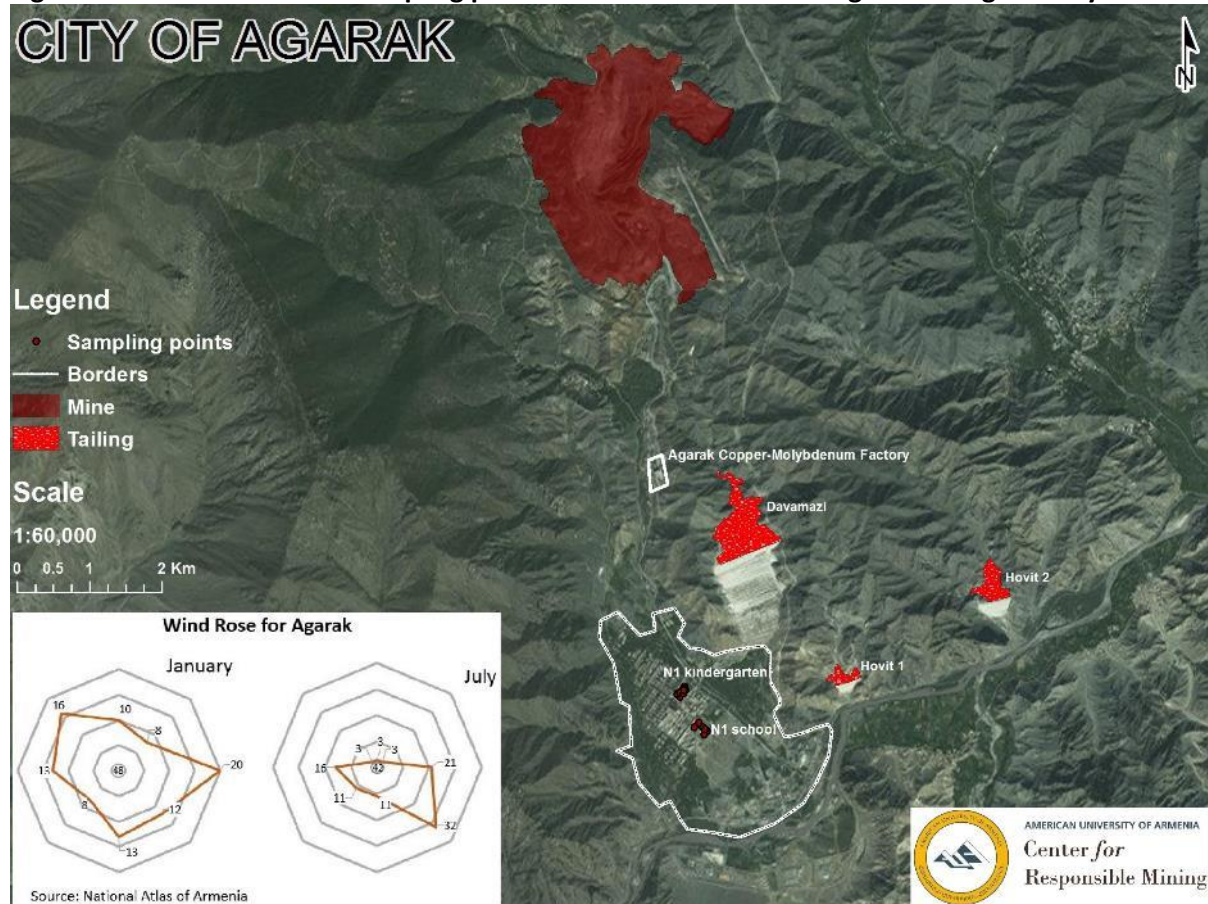 CITY OF AGARAK
N
Legend
Sampling points
Borders
Mine
Tailing
Scale
1:60,000
0 0.5 1 2 Km
Agarak Copper-Molybdenum Factory
Davamazi
Hovit 2
Hovit 1
N1 kindergarten
N1 school
Wind Rose for Agarak
January
16
10
8
13
48
20
8
12
13
July
3
3
3
16
43
21
11
11
32
Source: National Atlas of Armenia
AMERICAN UNIVERSITY OF ARMENIA
Center for
Responsible Mining